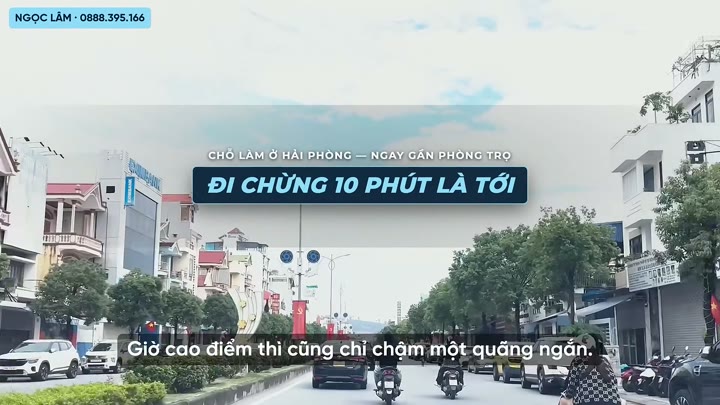 NGỌC LÂM · 0888.395.166
CHỖ LÀM Ở HẢI PHÒNG — NGAY GẦN PHÒNG TRỌ
ĐI CHỪNG 10 PHÚT LÀ TỚI
Giờ cao điểm thì cũng chỉ chậm một quãng ngắn.